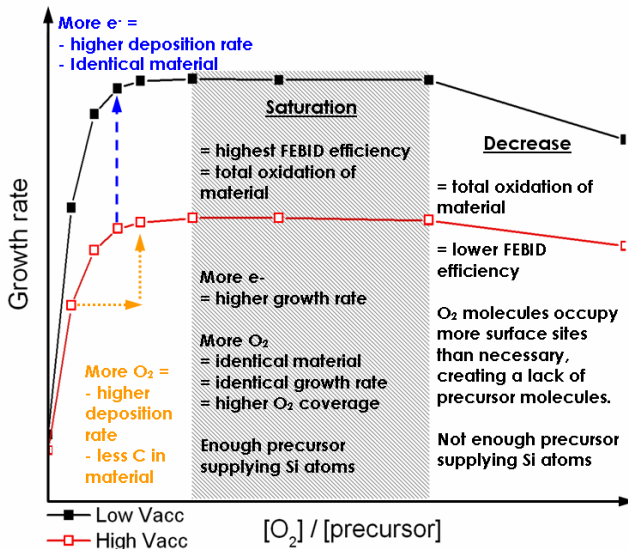 More e- =
- higher deposition rate
- Identical material
Growth rate
Saturation
= highest FEBID efficiency
= total oxidation of
material
More e-
= higher growth rate
More O₂
= identical material
= identical growth rate
= higher O₂ coverage
Enough precursor
supplying Si atoms
Decrease
= total oxidation of
material
= lower FEBID
efficiency
O₂ molecules occupy
more surface sites
than necessary,
creating a lack of
precursor molecules.
Not enough precursor
supplying Si atoms
More O₂ =
- higher
deposition
rate
- less C in
material
Low Vacc
High Vacc
[O₂] / [precursor]